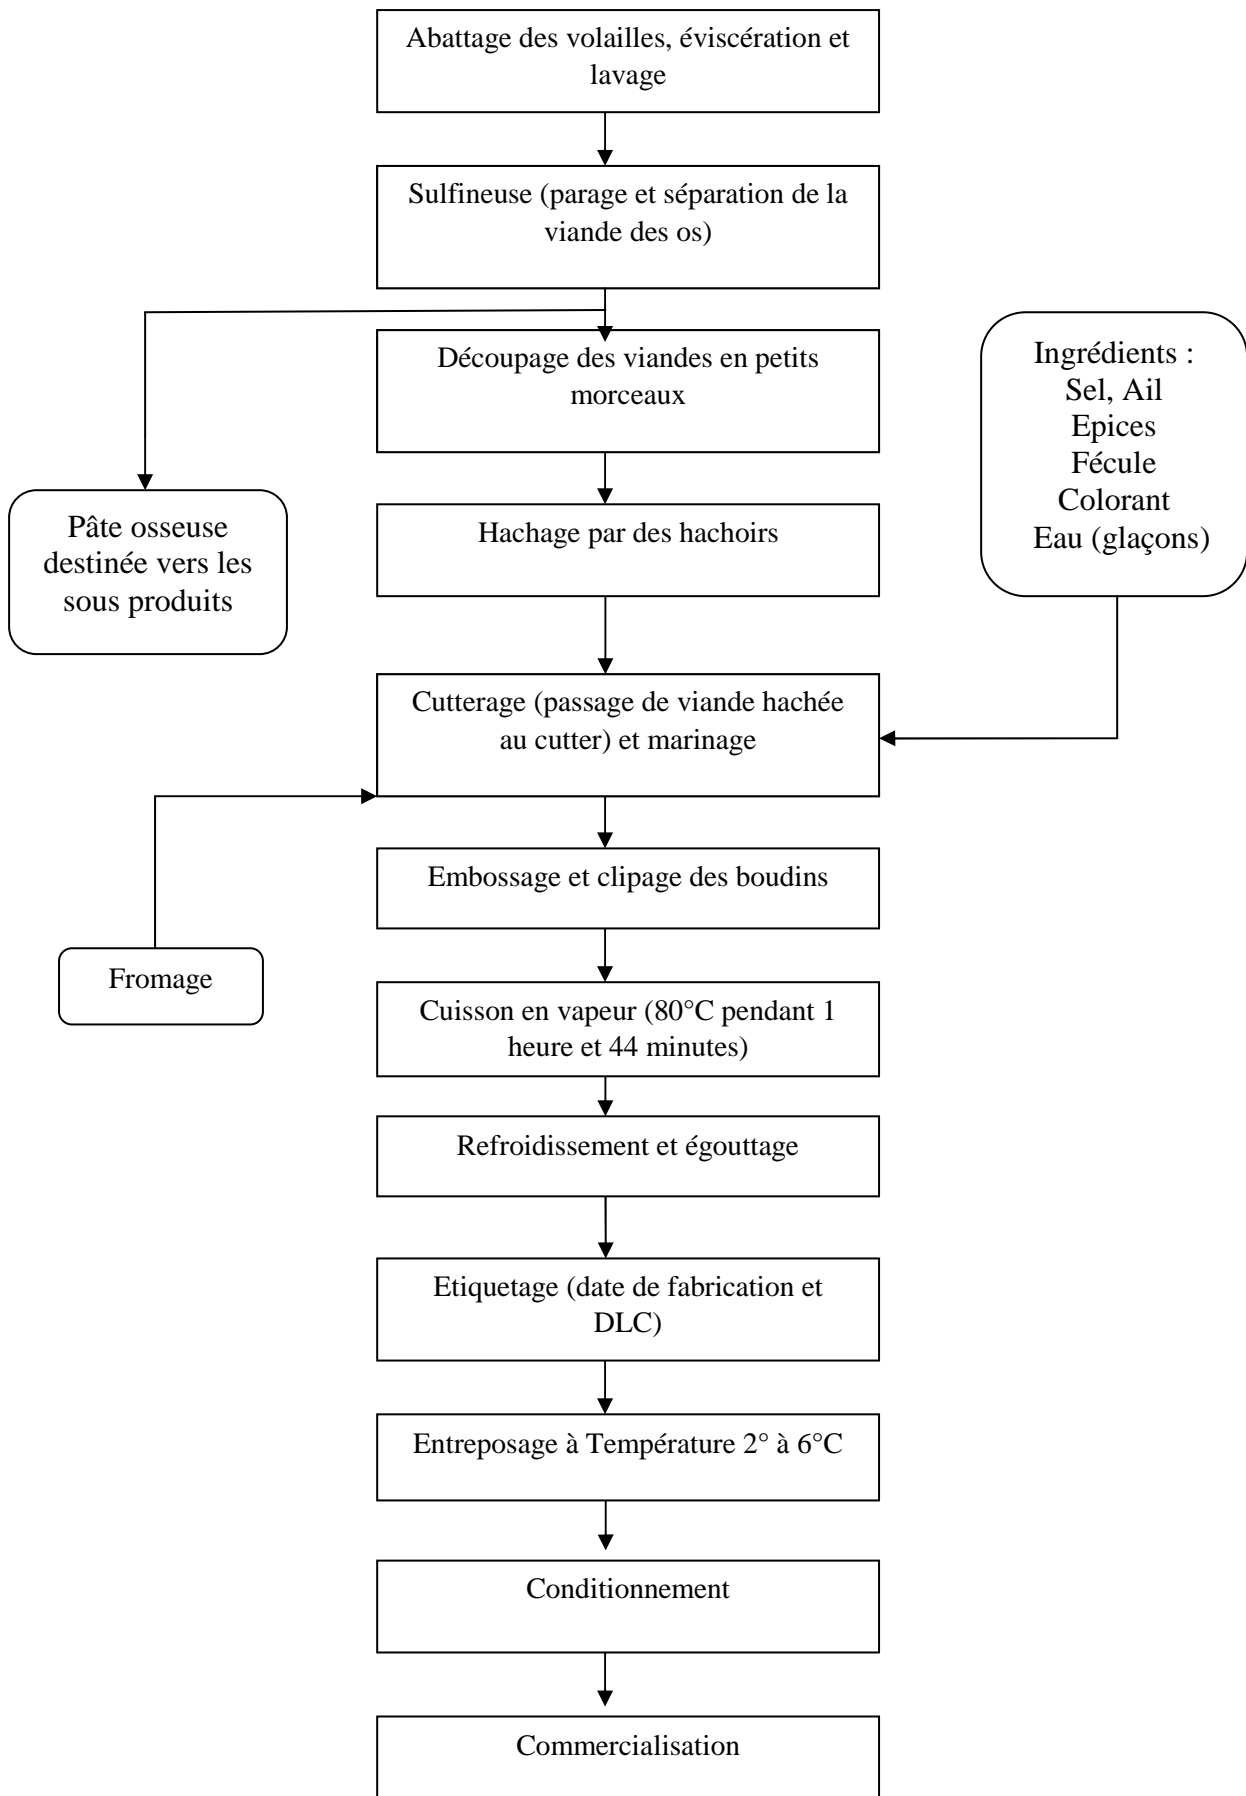 Abattage des volailles, éviscération et
lavage
Sulfineuse (parage et séparation de la
viande des os)
Découpage des viandes en petits
morceaux
Ingrédients :
Sel, Ail
Epices
Fécule
Colorant
Eau (glaçons)
Pâte osseuse
destinée vers les
sous produits
Hachage par des hachoirs
Cutterage (passage de viande hachée
au cutter) et marinage
Embossage et clipage des boudins
Fromage
Cuisson en vapeur (80°C pendant 1
heure et 44 minutes)
Refroidissement et égouttage
Etiquetage (date de fabrication et
DLC)
Entreposage à Température 2° à 6°C
Conditionnement
Commercialisation